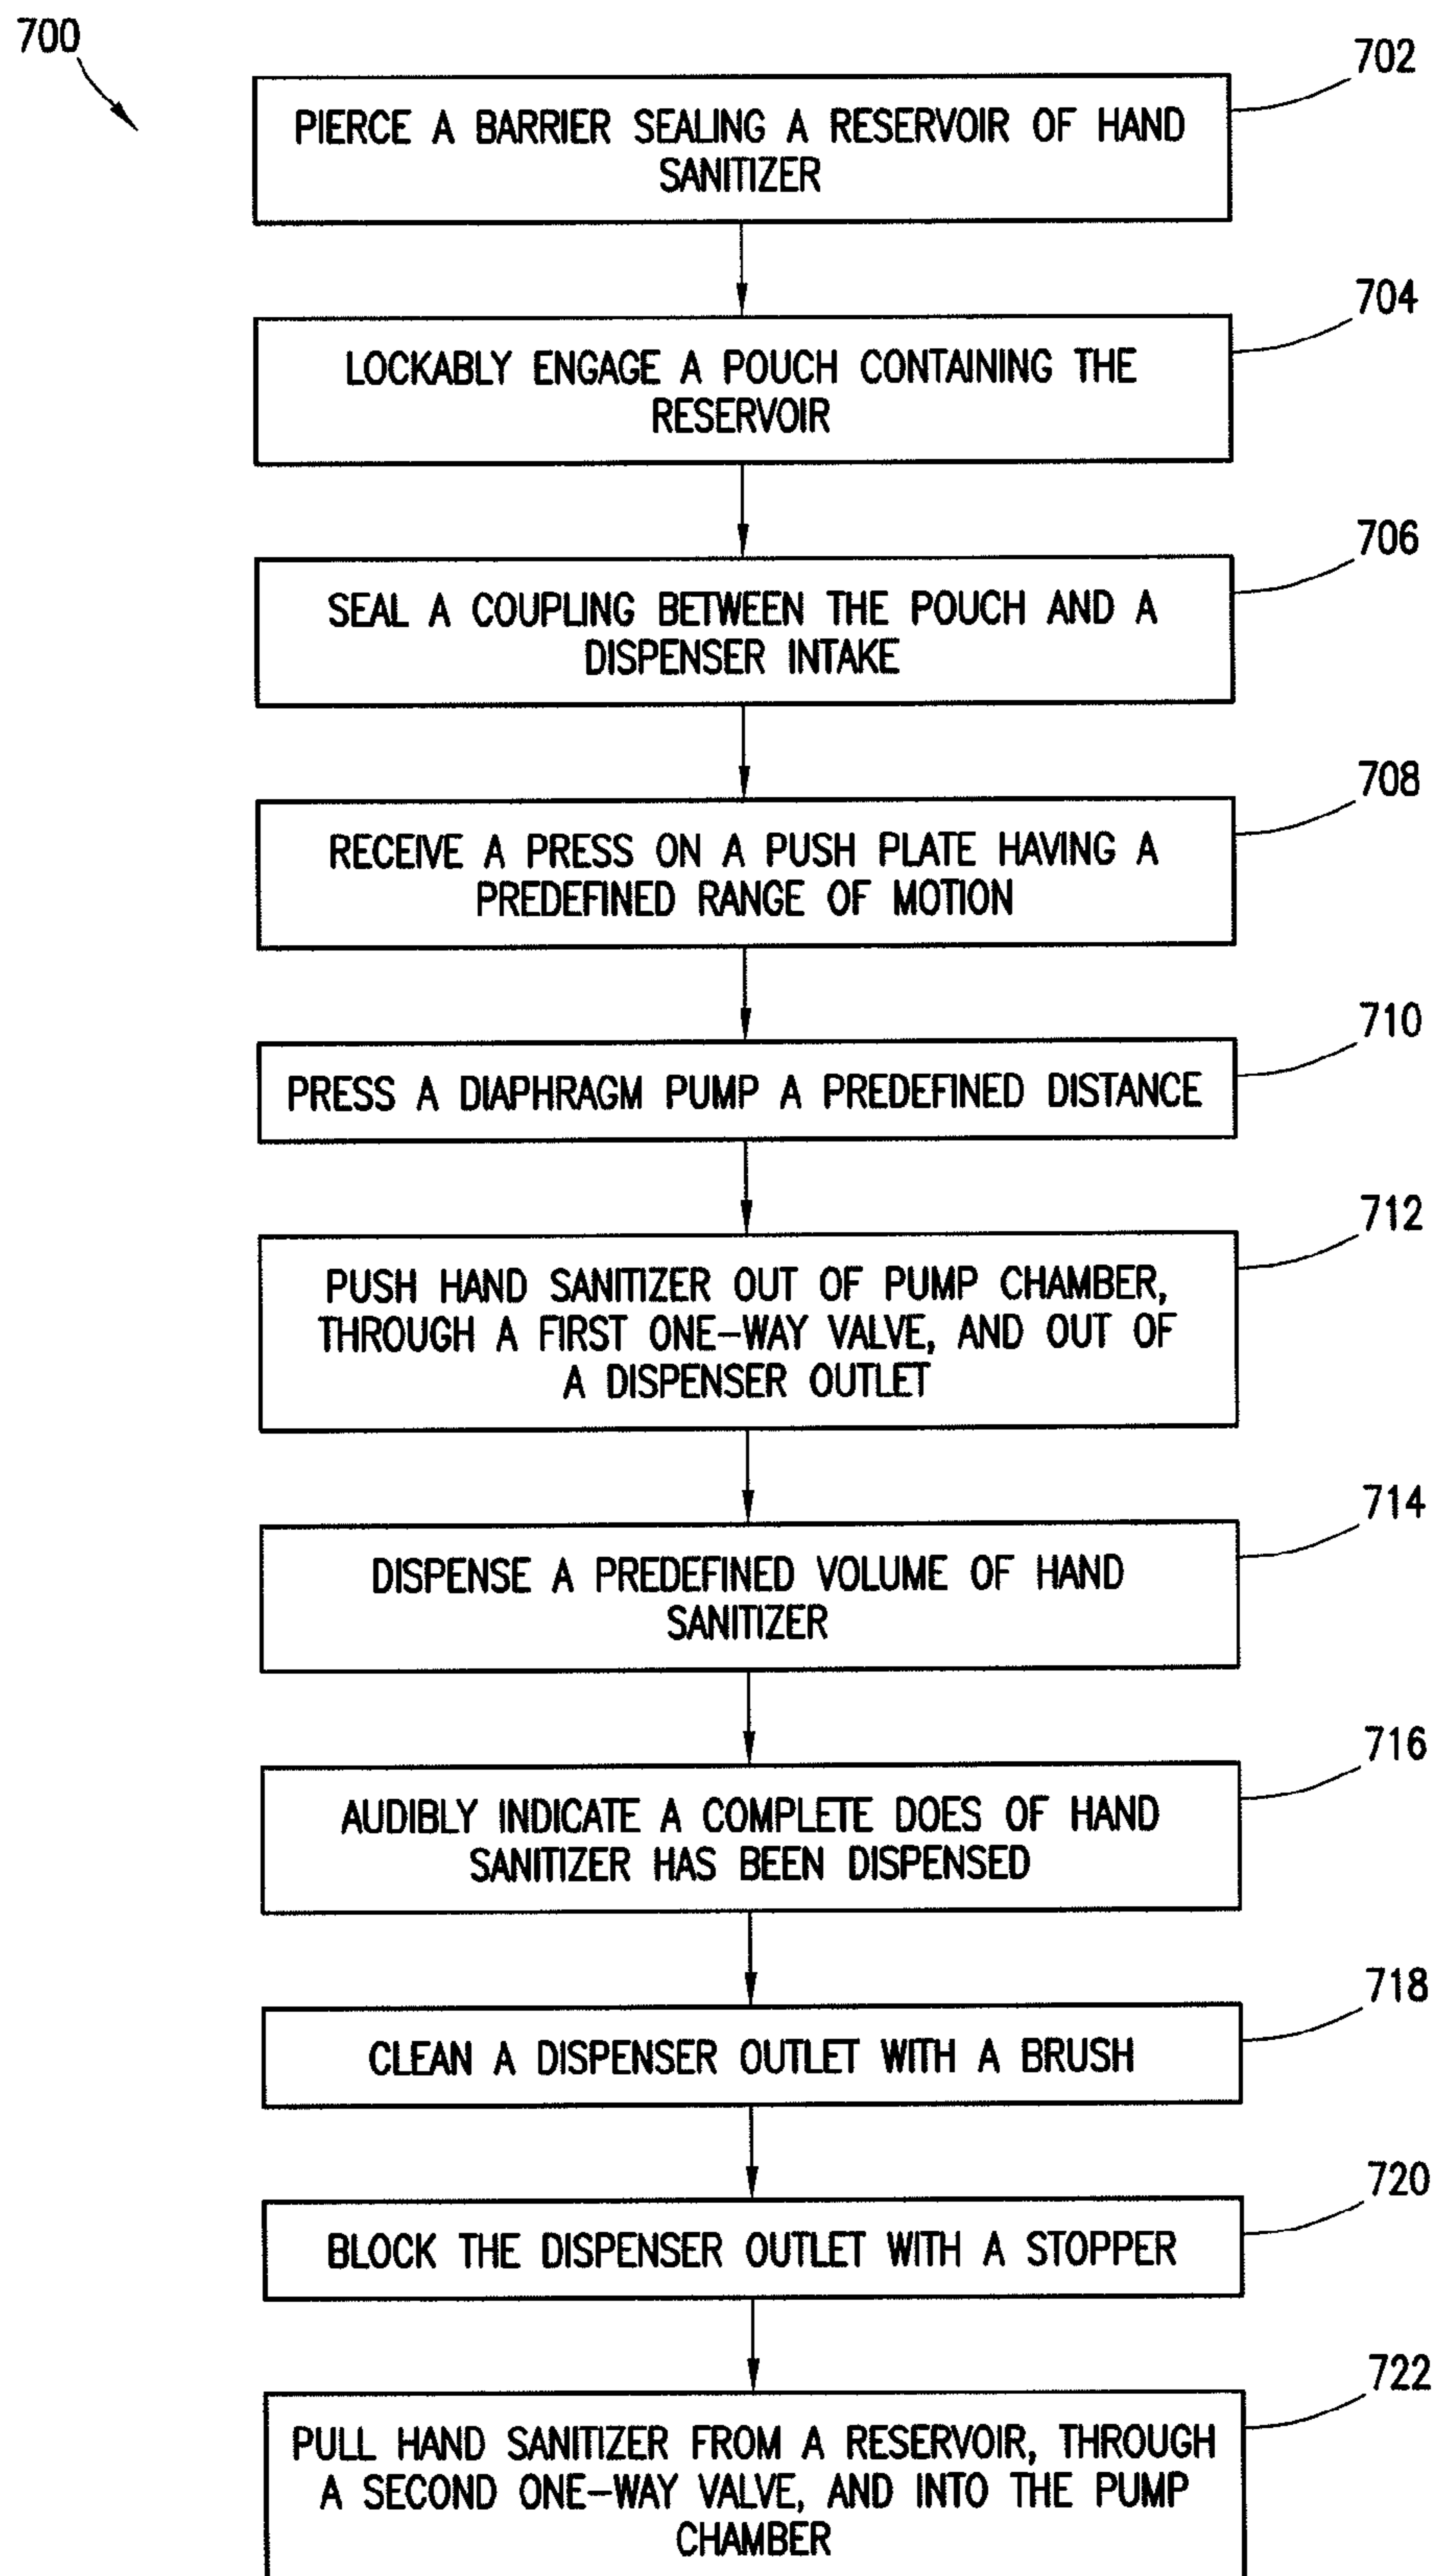 700
702
PIERCE A BARRIER SEALING A RESERVOIR OF HAND
SANITIZER
704
LOCKABLY ENGAGE A POUCH CONTAINING THE
RESERVOIR
706
SEAL A COUPLING BETWEEN THE POUCH AND A
DISPENSER INTAKE
708
RECEIVE A PRESS ON A PUSH PLATE HAVING A
PREDEFINED RANGE OF MOTION
710
PRESS A DIAPHRAGM PUMP A PREDEFINED DISTANCE
712
PUSH HAND SANITIZER OUT OF PUMP CHAMBER,
THROUGH A FIRST ONE-WAY VALVE, AND OUT OF
A DISPENSER OUTLET
714
DISPENSE A PREDEFINED VOLUME OF HAND
SANITIZER
716
AUDIBLY INDICATE A COMPLETE DOES OF HAND
SANITIZER HAS BEEN DISPENSED
718
CLEAN A DISPENSER OUTLET WITH A BRUSH
720
BLOCK THE DISPENSER OUTLET WITH A STOPPER
722
PULL HAND SANITIZER FROM A RESERVOIR, THROUGH
A SECOND ONE-WAY VALVE, AND INTO THE PUMP
CHAMBER